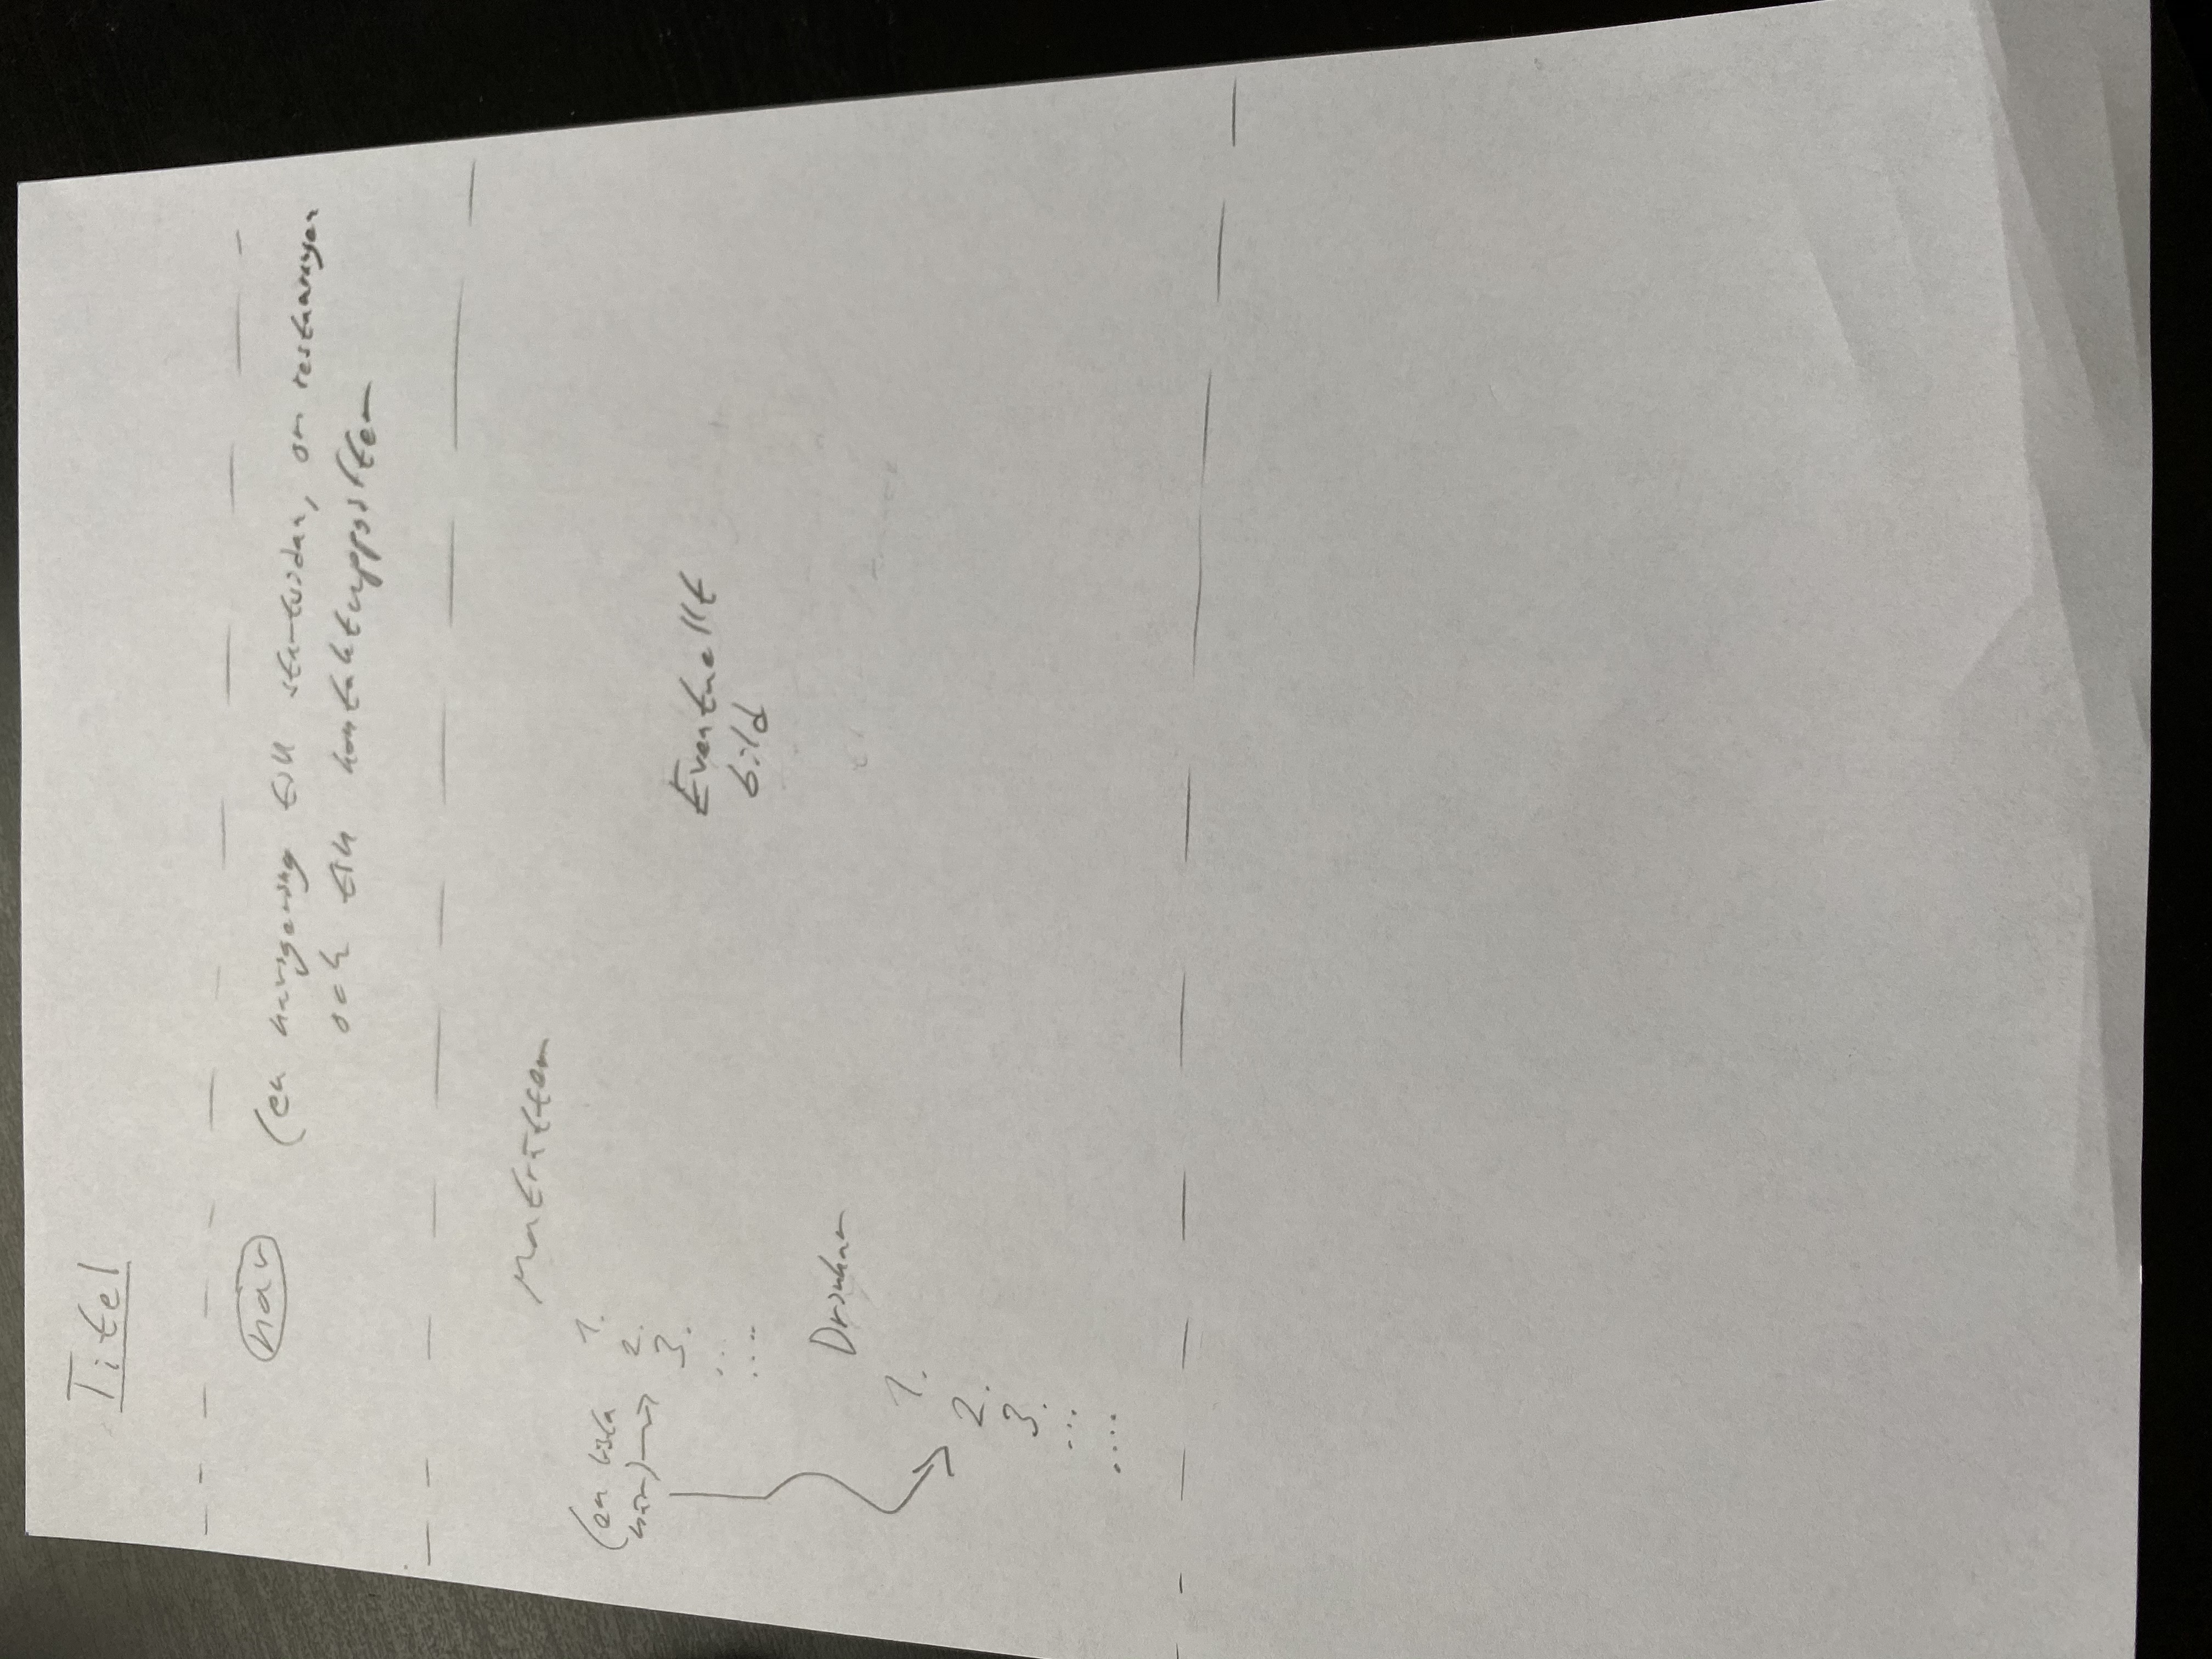 Titel
nav
(en navigering till startsidan, om restaurangen
och till kontaktuppgifter
Maträtter
(en lista
här)
1.
2.
3.
...
....
Eventuellt
bild
Drinkar
1.
2.
3.
...
....